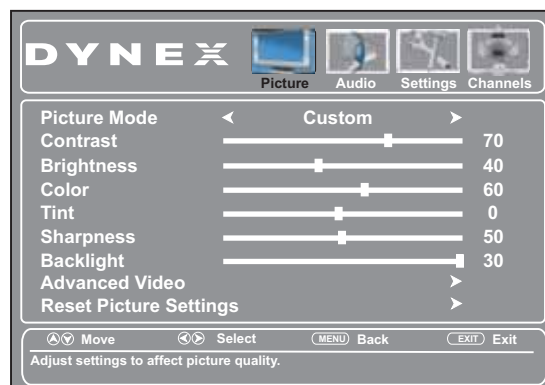 DYNEX
Picture Audio Settings Channels
Picture Mode Custom
Contrast 70
Brightness 40
Color 60
Tint 0
Sharpness 50
Backlight 30
Advanced Video
Reset Picture Settings
Move Select MENU Back EXIT Exit
Adjust settings to affect picture quality.